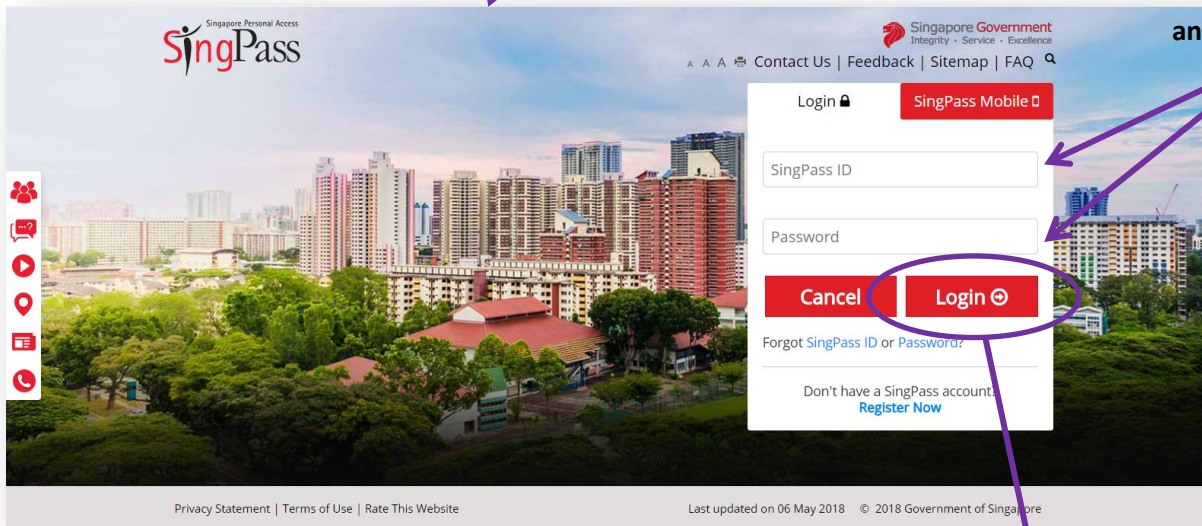 Singapore Personal Access
SingPass
Singapore Government
Integrity · Service · Excellence
an
A A A Contact Us | Feedback | Sitemap | FAQ
Login
SingPass Mobile
SingPass ID
Password
Cancel
Login
Forgot SingPass ID or Password?
Don't have a SingPass account?
Register Now
Privacy Statement | Terms of Use | Rate This Website
Last updated on 06 May 2018 © 2018 Government of Singapore